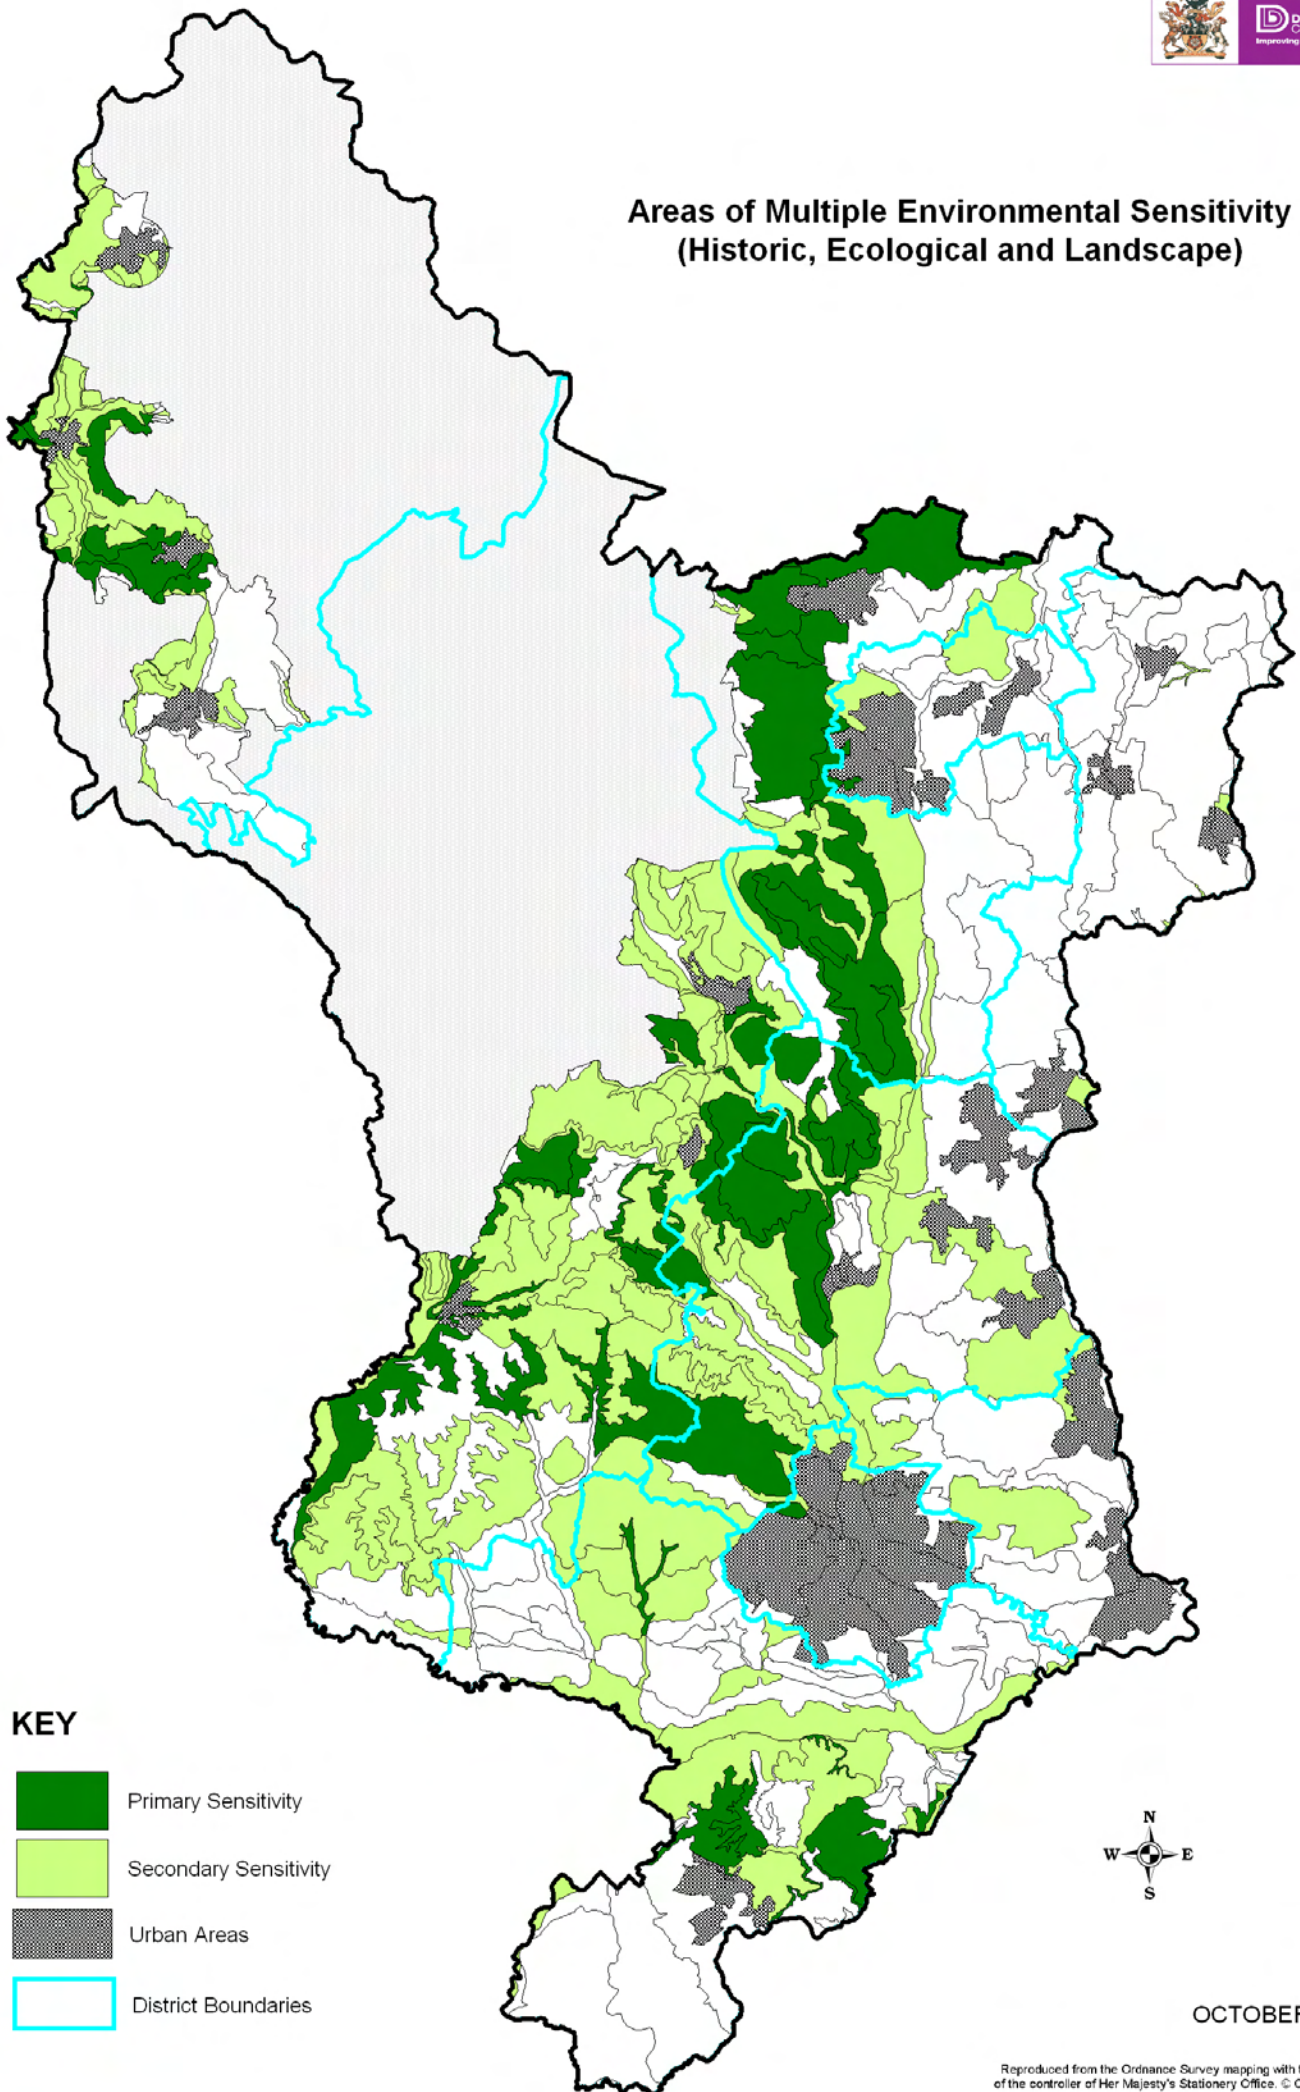 Improving
Areas of Multiple Environmental Sensitivity
(Historic, Ecological and Landscape)
KEY
Primary Sensitivity
Secondary Sensitivity
Urban Areas
District Boundaries
N
W E
S
OCTOBER
Reproduced from the Ordnance Survey mapping with
of the controller of Her Majesty's Stationery Office. ©